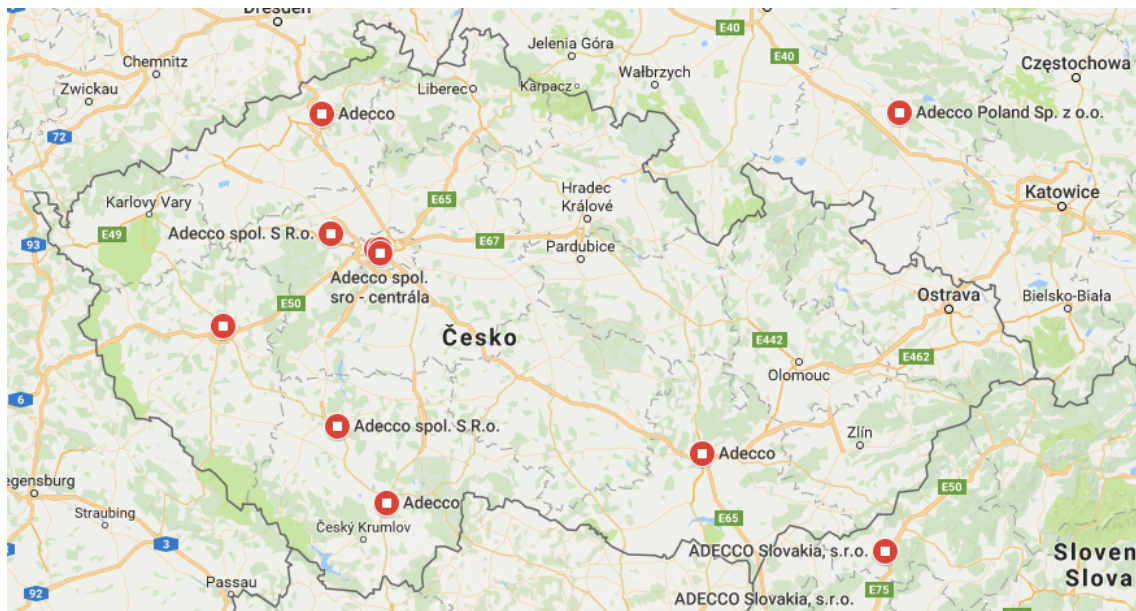 Dresden
E40
Jelenia Góra
E40
Chemnitz
Częstochowa
Wałbrzych
Zwickau
Liberec
Karpacz
Adecco
Adecco Poland Sp. z o.o.
72
Hradec
Králové
Katowice
Karlovy Vary
E65
E49
Adecco spol. S R.o.
E67
93
Pardubice
Adecco spol.
sro - centrála
Ostrava
Bielsko-Biała
E50
Česko
E442
E462
Olomouc
6
Adecco spol. S R.o.
Zlín
Adecco
egensburg
E50
Adecco
Straubing
E65
Český Krumlov
3
ADECCO Slovakia, s.r.o.
Sloven
Slova
Passau
92
E75
ADECCO Slovakia, s.r.o.